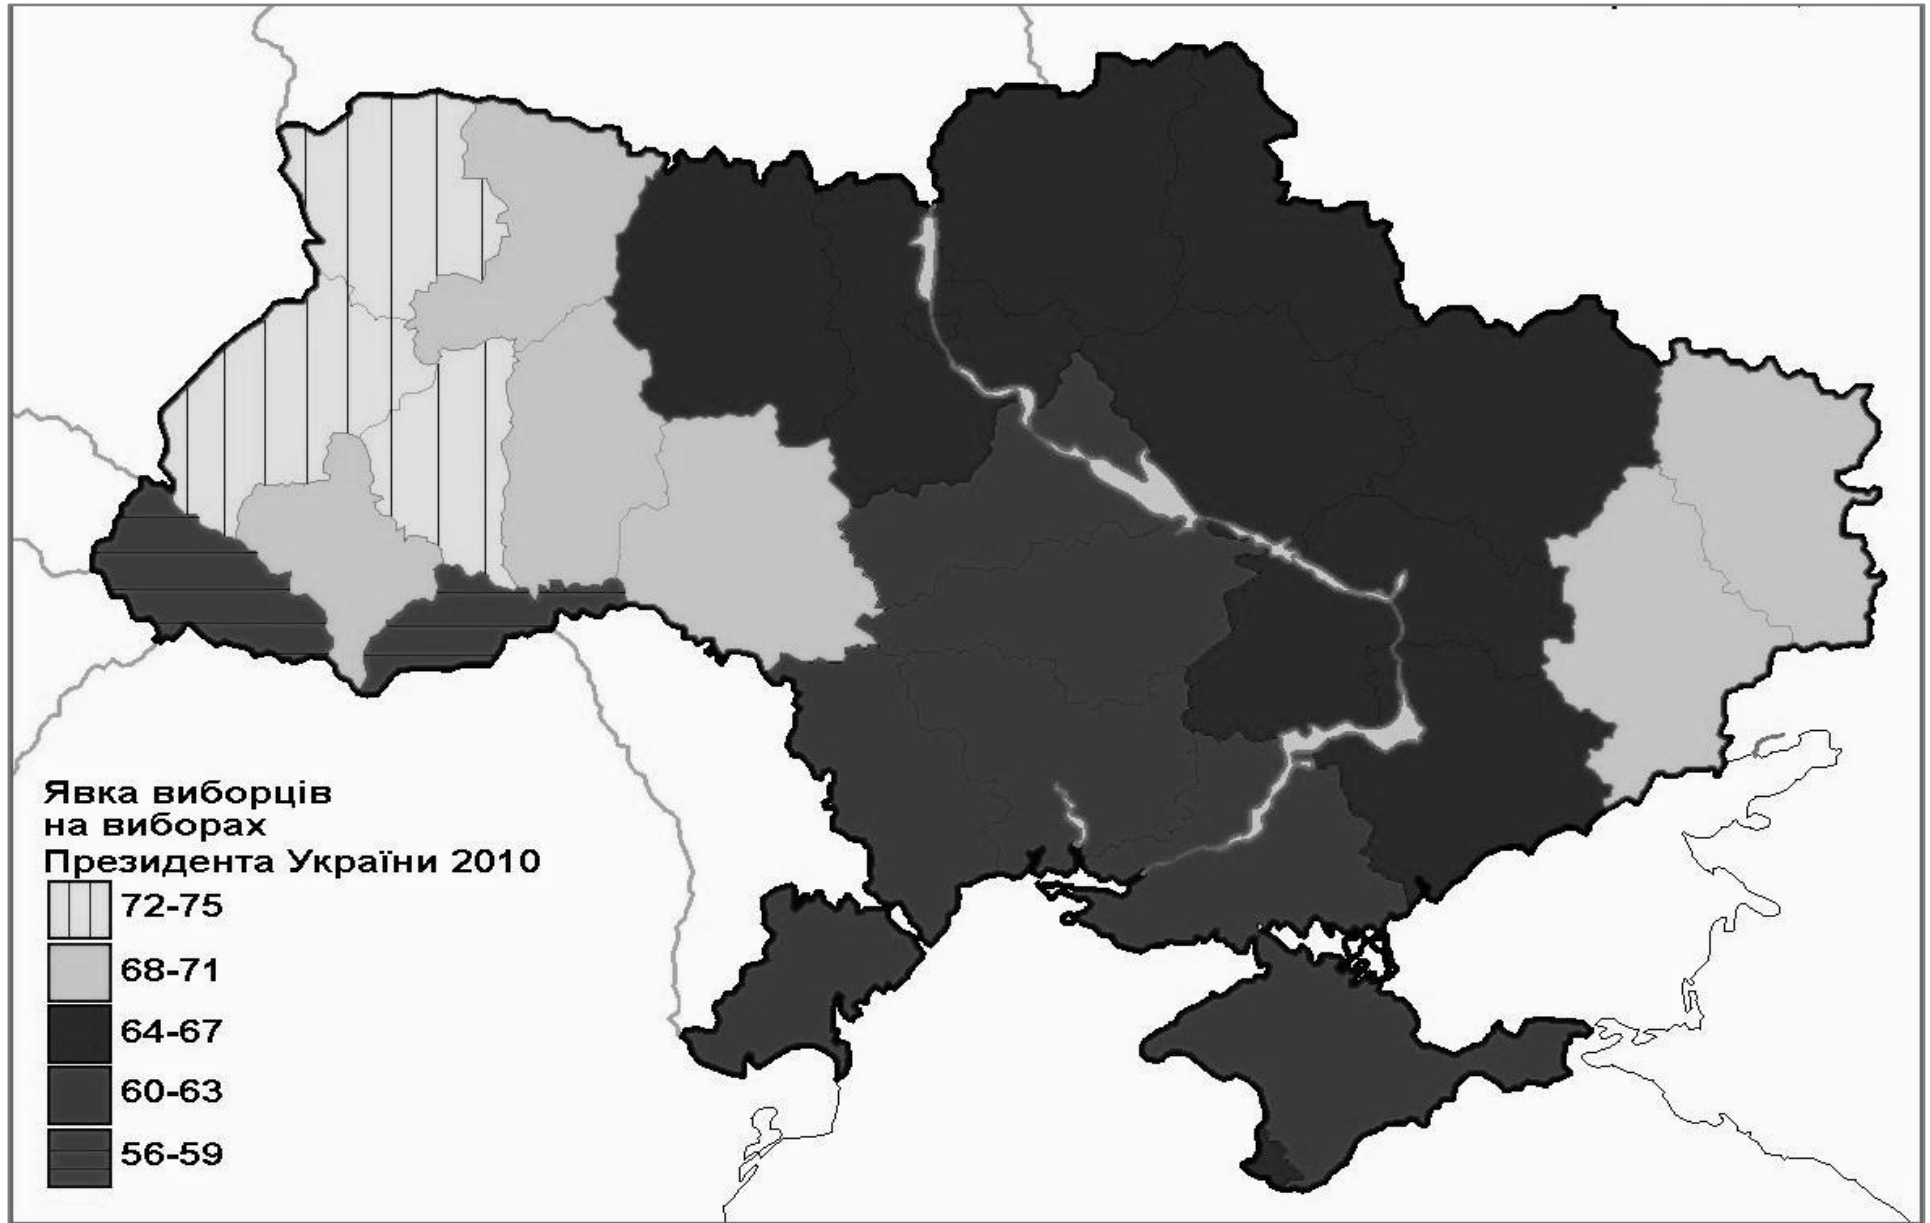 Явка виборців
на виборах
Президента України 2010
72-75
68-71
64-67
60-63
56-59